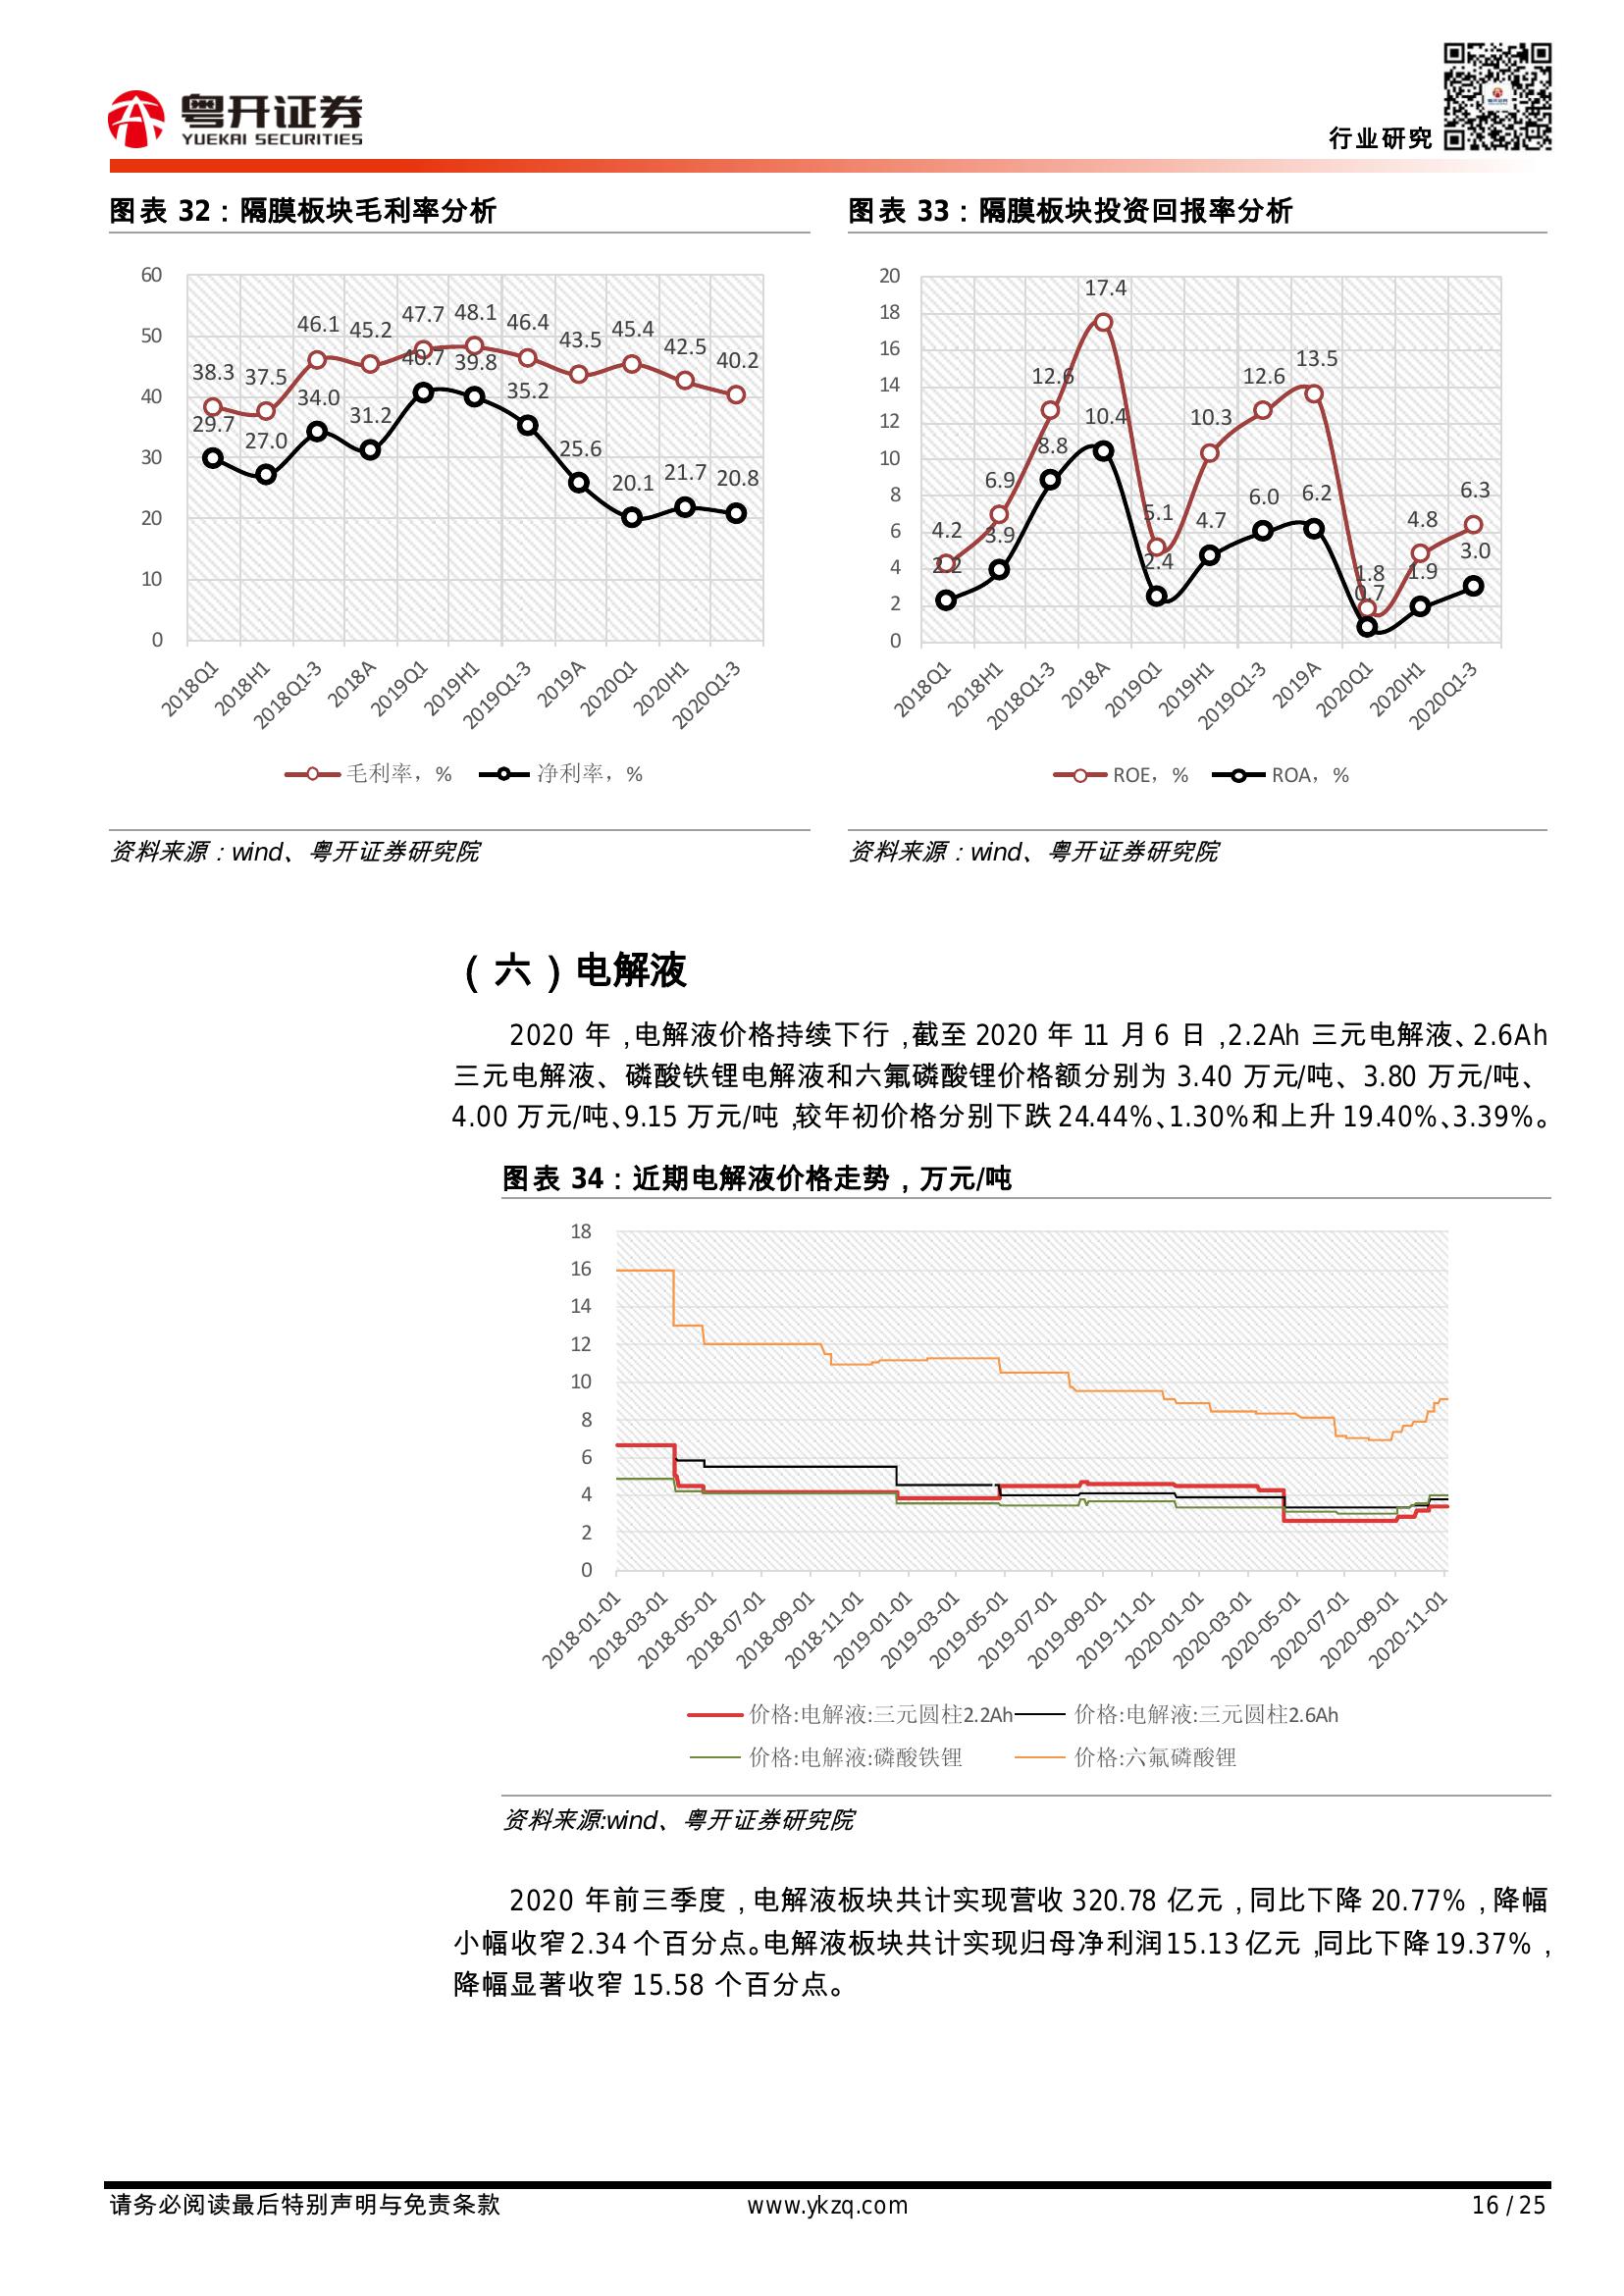 粤开证券
YUEKAI SECURITIES
行业研究
图表 32：隔膜板块毛利率分析
60
50
40
30
20
10
0
38.3 37.5 46.1 45.2 47.7 48.1 46.4 43.5 45.4 42.5 40.2
29.7 27.0 34.0 31.2 40.7 39.8 35.2 25.6 20.1 21.7 20.8
2018Q1 2018H1 2018Q1-3 2018A 2019Q1 2019H1 2019Q1-3 2019A 2020Q1 2020H1 2020Q1-3
毛利率，% 净利率，%
资料来源：wind、粤开证券研究院
图表 33：隔膜板块投资回报率分析
20
18
16
14
12
10
8
6
4
2
0
4.2 6.9 12.6 17.4 5.1 10.3 12.6 13.5 1.8 4.8 6.3
2.2 3.9 8.8 10.4 2.4 4.7 6.0 6.2 0.7 1.9 3.0
2018Q1 2018H1 2018Q1-3 2018A 2019Q1 2019H1 2019Q1-3 2019A 2020Q1 2020H1 2020Q1-3
ROE，% ROA，%
资料来源：wind、粤开证券研究院
（六）电解液
2020 年，电解液价格持续下行，截至 2020 年 11 月 6 日，2.2Ah 三元电解液、2.6Ah
三元电解液、磷酸铁锂电解液和六氟磷酸锂价格额分别为 3.40 万元/吨、3.80 万元/吨、
4.00 万元/吨、9.15 万元/吨，较年初价格分别下跌 24.44%、1.30%和上升 19.40%、3.39%。
图表 34：近期电解液价格走势，万元/吨
18
16
14
12
10
8
6
4
2
0
2018-01-01 2018-03-01 2018-05-01 2018-07-01 2018-09-01 2018-11-01 2019-01-01 2019-03-01 2019-05-01 2019-07-01 2019-09-01 2019-11-01 2020-01-01 2020-03-01 2020-05-01 2020-07-01 2020-09-01 2020-11-01
价格:电解液:三元圆柱2.2Ah 价格:电解液:三元圆柱2.6Ah
价格:电解液:磷酸铁锂 价格:六氟磷酸锂
资料来源:wind、粤开证券研究院
2020 年前三季度，电解液板块共计实现营收 320.78 亿元，同比下降 20.77%，降幅
小幅收窄 2.34 个百分点。电解液板块共计实现归母净利润 15.13 亿元，同比下降 19.37%，
降幅显著收窄 15.58 个百分点。
请务必阅读最后特别声明与免责条款 www.ykzq.com 16 / 25